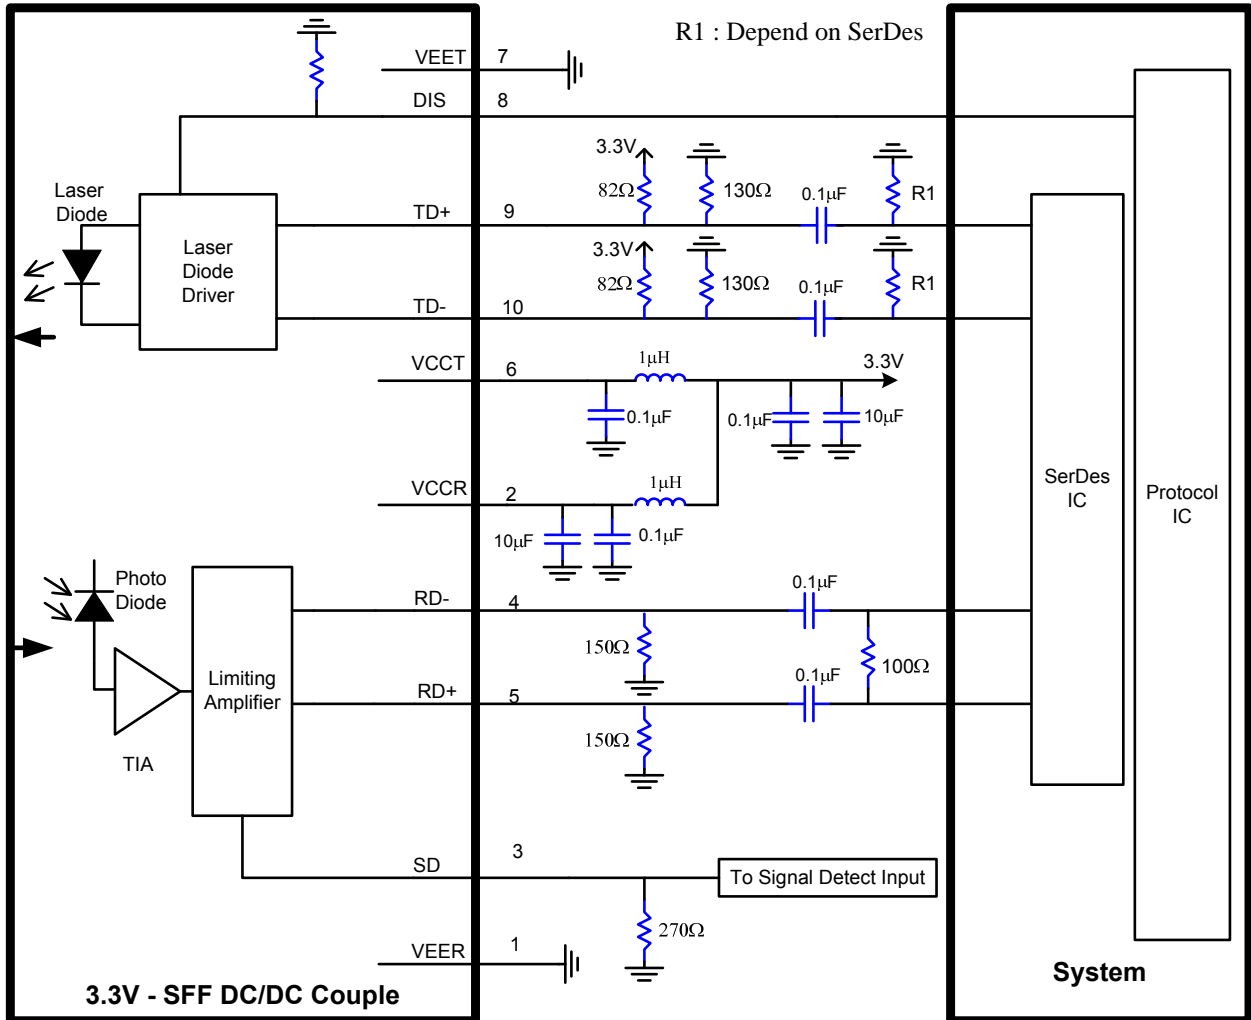 R1 : Depend on SerDes
VEET 7
DIS 8
3.3V
82Ω
130Ω
0.1μF
R1
Laser
Diode
TD+ 9
Laser
Diode
Driver
3.3V
82Ω
130Ω
0.1μF
R1
TD- 10
VCCT 6
1μH
3.3V
0.1μF
0.1μF
10μF
VCCR 2
1μH
10μF
0.1μF
SerDes
IC
Protocol
IC
Photo
Diode
RD- 4
0.1μF
150Ω
100Ω
Limiting
Amplifier
RD+ 5
0.1μF
150Ω
TIA
SD 3
To Signal Detect Input
270Ω
VEER 1
System
3.3V - SFF DC/DC Couple